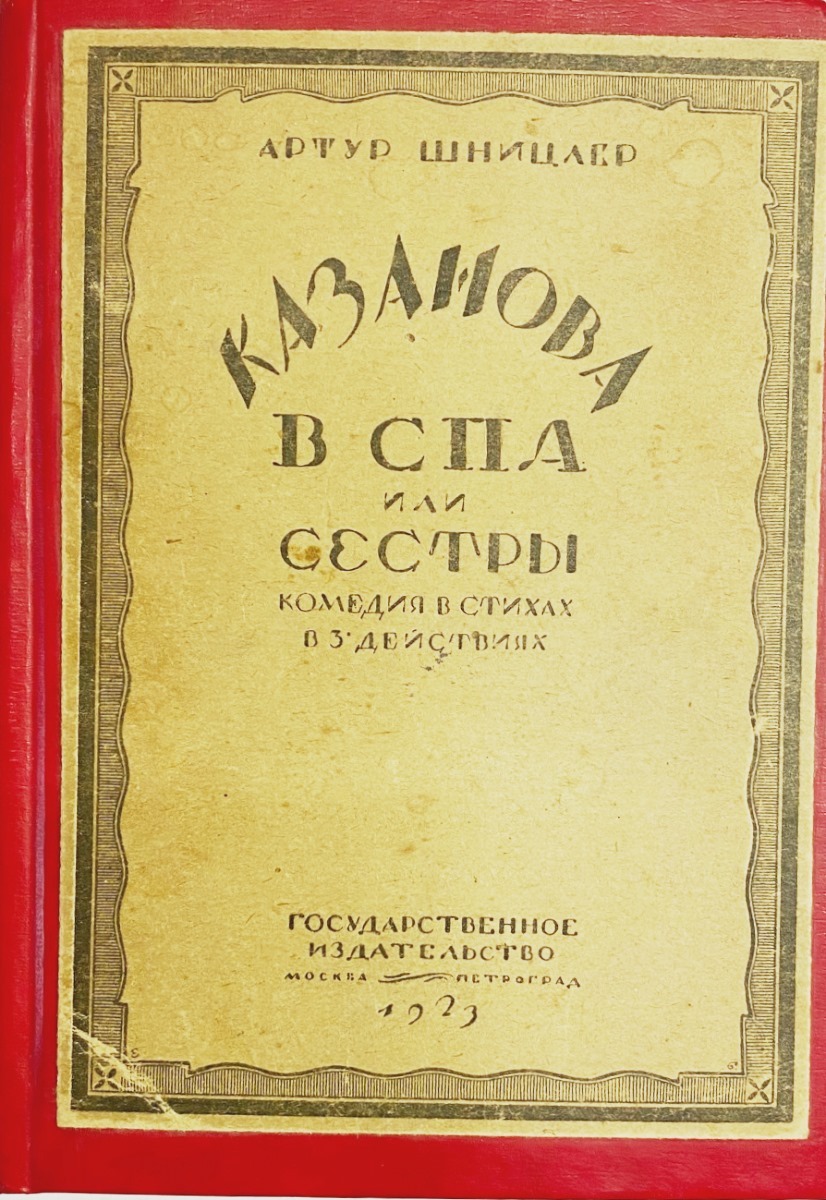 АРТУР ШНИЦЛЕР
КАЗАНОВА
В СПА
ИЛИ
СЕСТРЫ
КОМЕДИЯ В СТИХАХ
В 3 ДЕЙСТВИЯХ
ГОСУДАРСТВЕННОЕ
ИЗДАТЕЛЬСТВО
МОСКВА ПЕТРОГРАД
1923